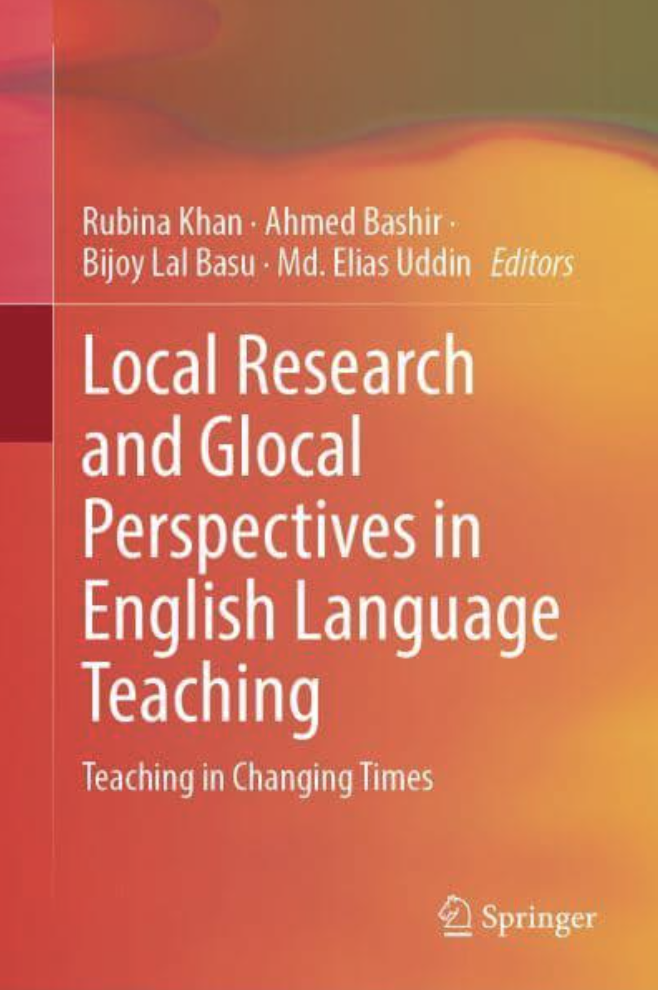 Rubina Khan · Ahmed Bashir ·
Bijoy Lal Basu · Md. Elias Uddin Editors
Local Research
and Glocal
Perspectives in
English Language
Teaching
Teaching in Changing Times
Springer